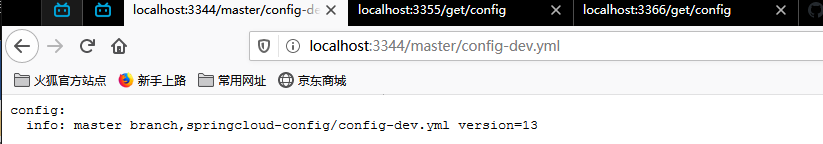 localhost:3344/master/config-de
localhost:3355/get/config
localhost:3366/get/config
localhost:3344/master/config-dev.yml
火狐官方站点 新手上路 常用网址 京东商城
config:
  info: master branch,springcloud-config/config-dev.yml version=13